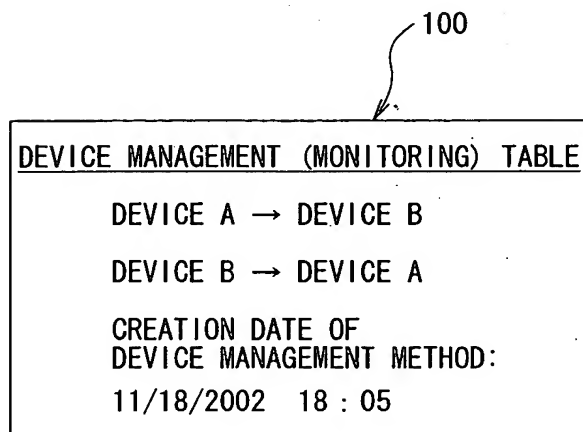 100
DEVICE MANAGEMENT (MONITORING) TABLE
DEVICE A → DEVICE B
DEVICE B → DEVICE A
CREATION DATE OF
DEVICE MANAGEMENT METHOD:
11/18/2002 18 : 05